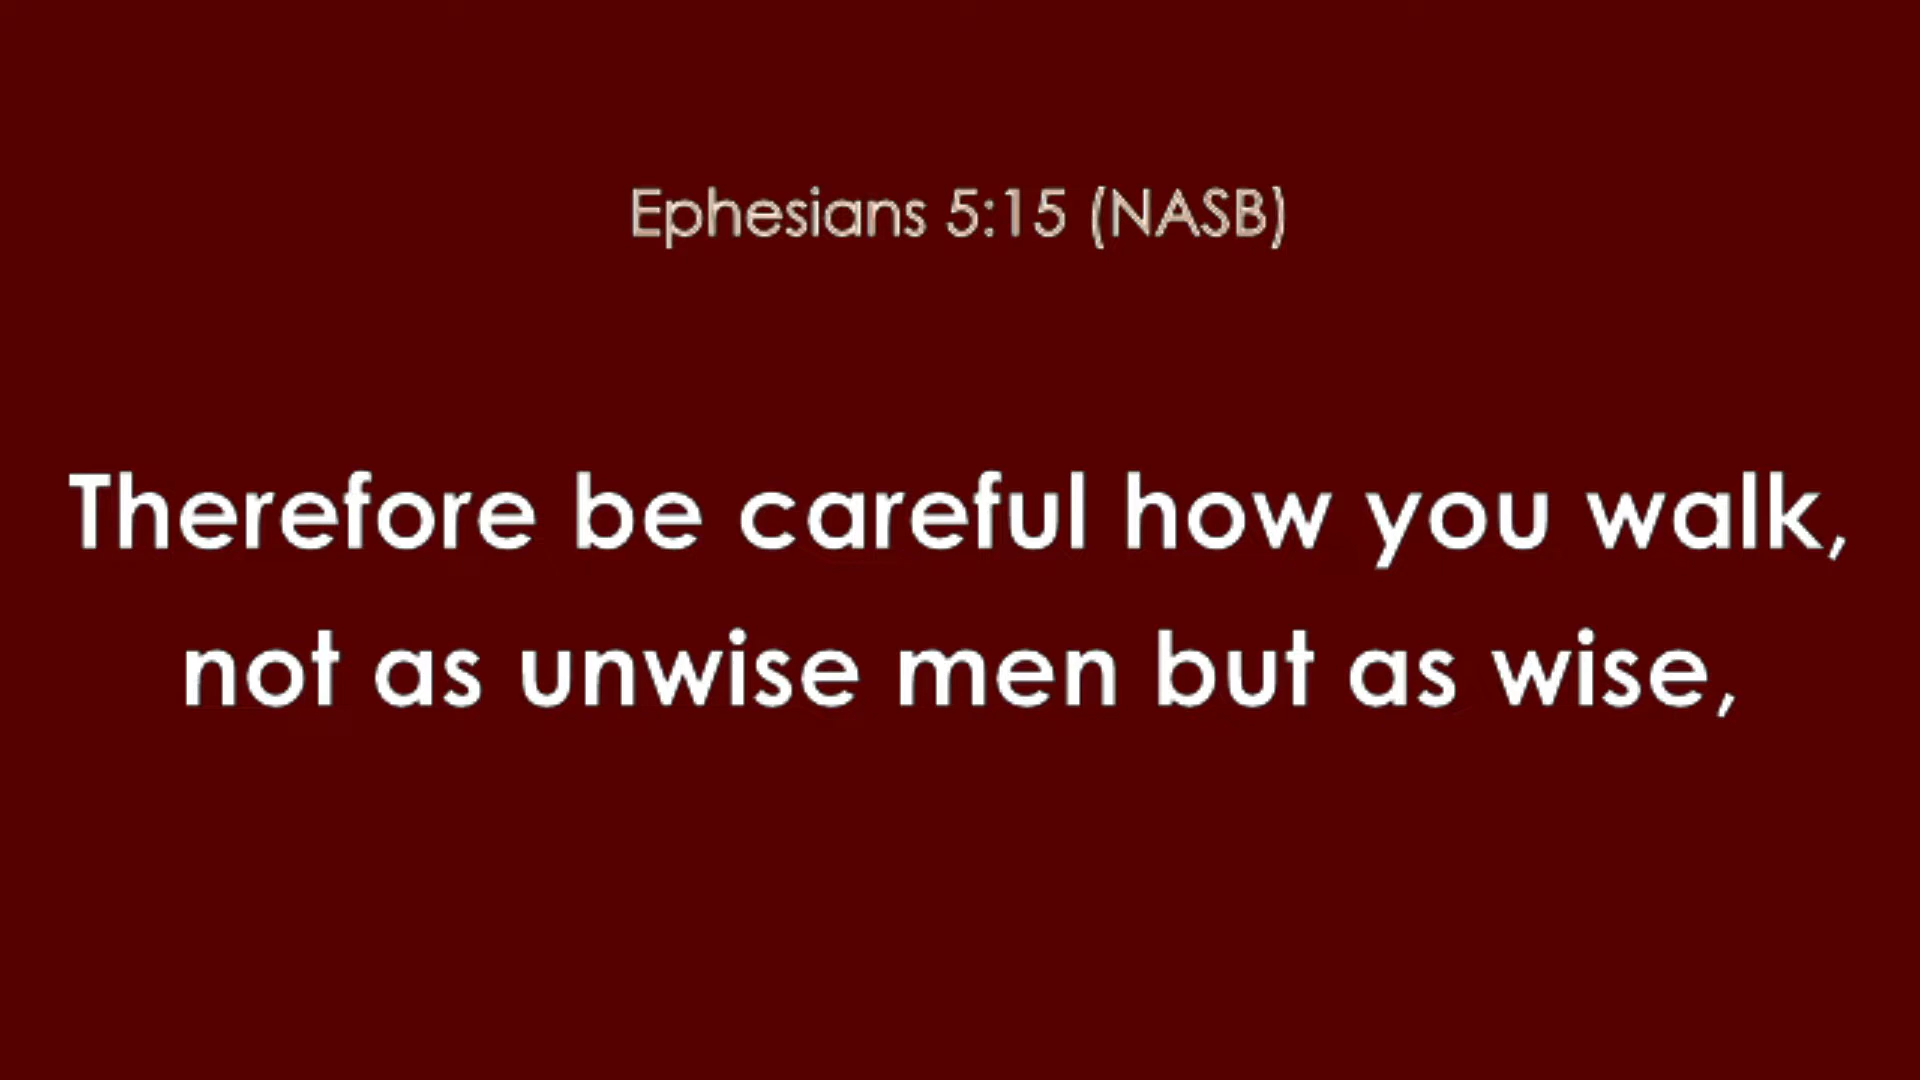 Ephesians 5:15 (NASB)
Therefore be careful how you walk,
not as unwise men but as wise,